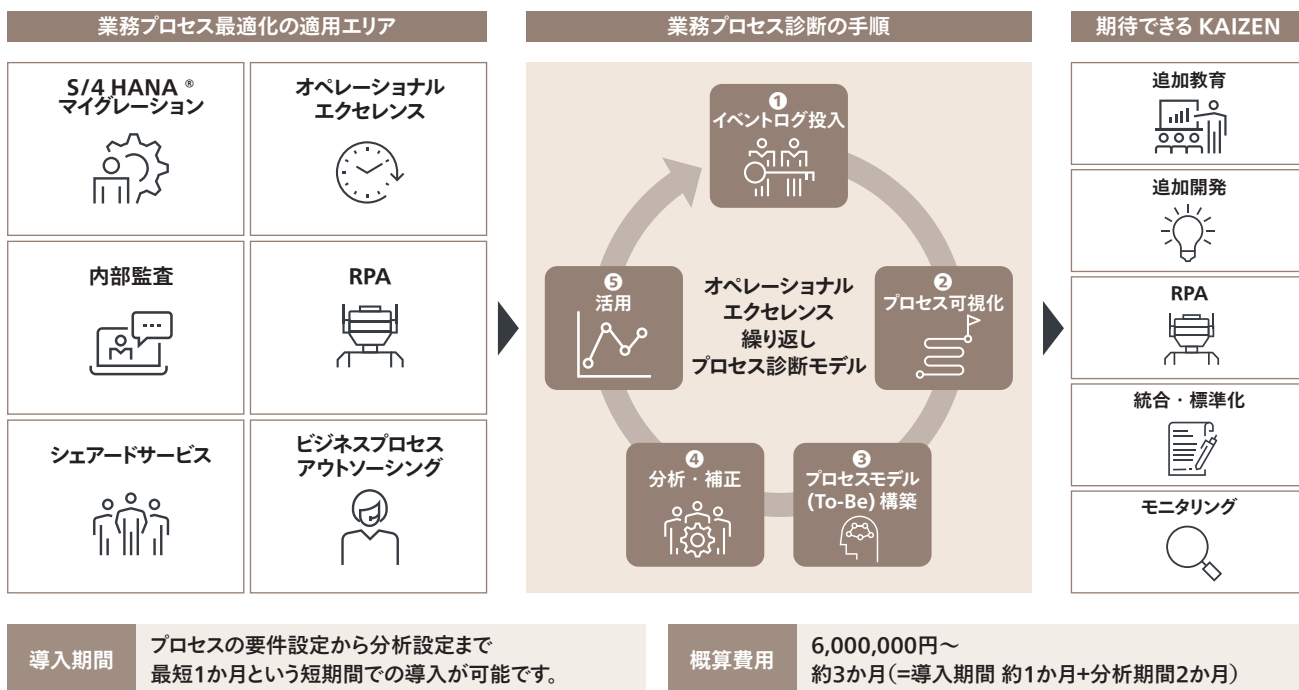 業務プロセス最適化の適用エリア
S/4 HANA ®
マイグレーション
オペレーショナル
エクセレンス
内部監査
RPA
シェアードサービス
ビジネスプロセス
アウトソーシング
業務プロセス診断の手順
❶
イベントログ投入
❷
プロセス可視化
❸
プロセスモデル
(To-Be) 構築
❹
分析・補正
❺
活用
オペレーショナル
エクセレンス
繰り返し
プロセス診断モデル
期待できる KAIZEN
追加教育
追加開発
RPA
統合・標準化
モニタリング
導入期間
プロセスの要件設定から分析設定まで
最短1か月という短期間での導入が可能です。
概算費用
6,000,000円〜
約3か月(=導入期間 約1か月+分析期間2か月)